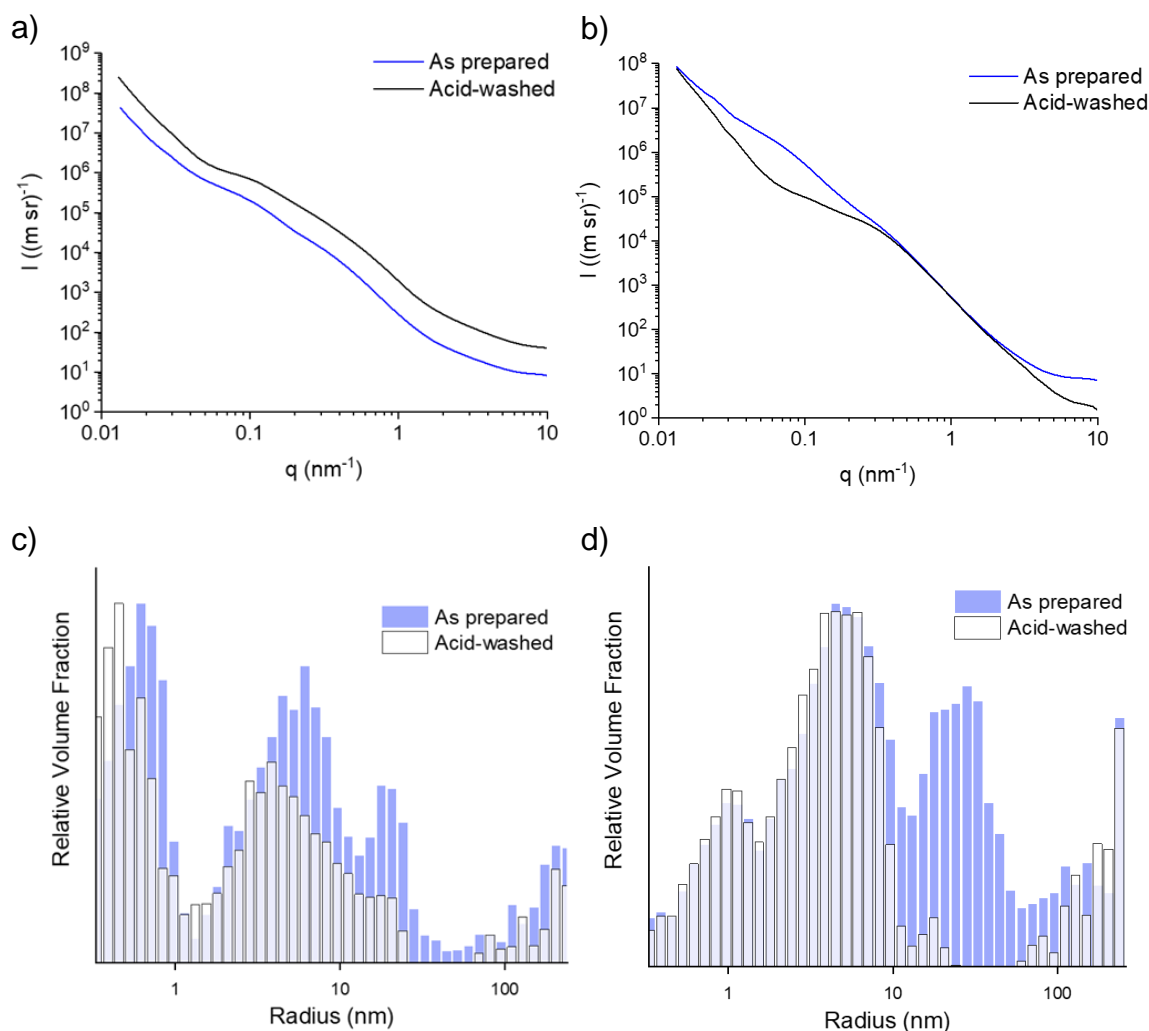 a)
10⁹
10⁸
10⁷
10⁶
10⁵
10⁴
10³
10²
10¹
10⁰
I ((m sr)⁻¹)
As prepared
Acid-washed
0.01
0.1
1
10
q (nm⁻¹)
b)
10⁸
10⁷
10⁶
10⁵
10⁴
10³
10²
10¹
10⁰
I ((m sr)⁻¹)
As prepared
Acid-washed
0.01
0.1
1
10
q (nm⁻¹)
c)
Relative Volume Fraction
As prepared
Acid-washed
1
10
100
Radius (nm)
d)
Relative Volume Fraction
As prepared
Acid-washed
1
10
100
Radius (nm)